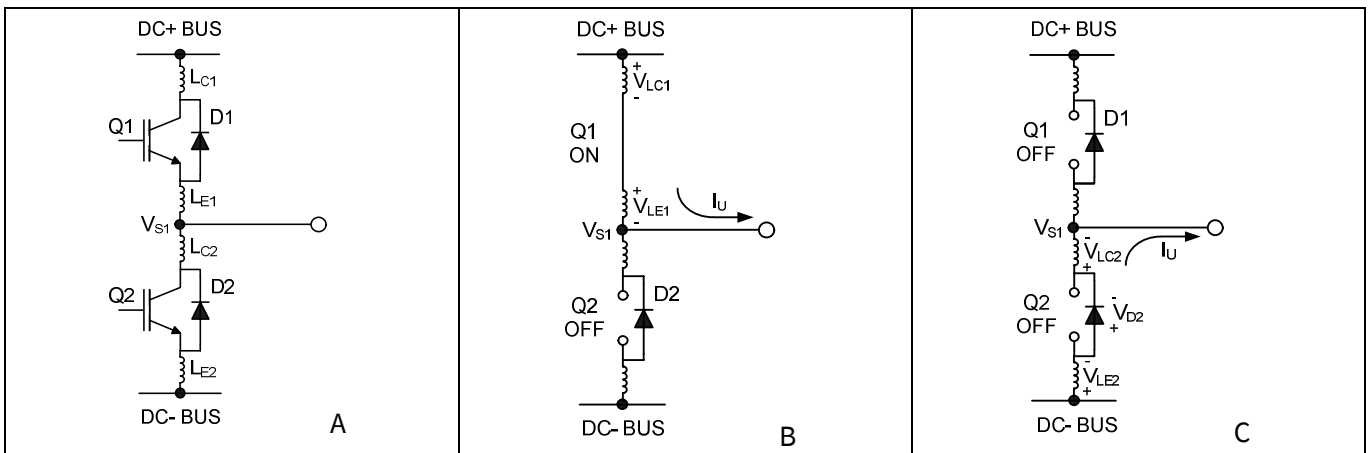 DC+ BUS
LC1
D1
Q1
LE1
VS1
LC2
D2
Q2
LE2
DC- BUS
A
DC+ BUS
+
VLC1
-
Q1
ON
+
VLE1
-
IU
VS1
D2
Q2
OFF
DC- BUS
B
DC+ BUS
D1
Q1
OFF
VS1
-
VLC2
+
IU
Q2
OFF
-
VD2
+
-
VLE2
+
DC- BUS
C